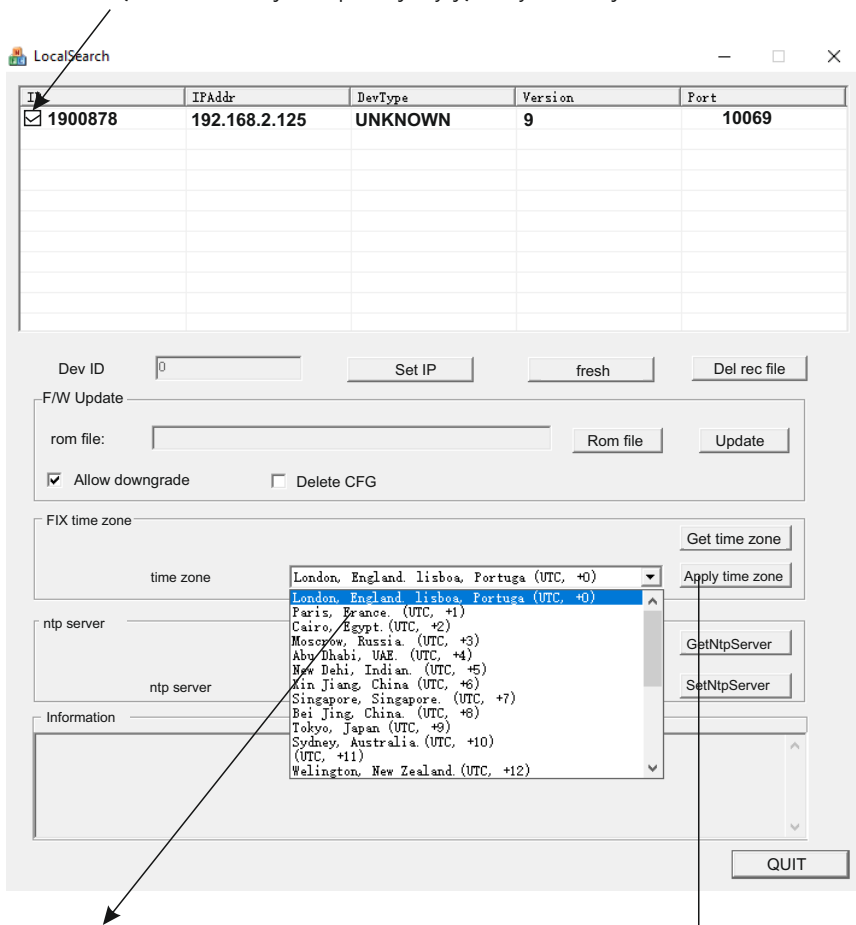 LocalSearch
ID IPAddr DevType Version Port
1900878 192.168.2.125 UNKNOWN 9 10069
Dev ID 0 Set IP fresh Del rec file
F/W Update
rom file: Rom file Update
Allow downgrade Delete CFG
FIX time zone
Get time zone
time zone London, England. lisboa, Portuga (UTC, +0) Apply time zone
London, England. lisboa, Portuga (UTC, +0)
Paris, France. (UTC, +1)
Cairo, Egypt. (UTC, +2)
Moscrow, Russia. (UTC, +3)
Abu Dhabi, UAE. (UTC, +4)
New Dehi, Indian. (UTC, +5)
Xin Jiang, China (UTC, +6)
Singapore, Singapore. (UTC, +7)
Bei Jing, China. (UTC, +8)
Tokyo, Japan (UTC, +9)
Sydney, Australia. (UTC, +10)
(UTC, +11)
Welington, New Zealand. (UTC, +12)
ntp server
GetNtpServer
ntp server SetNtpServer
Information
QUIT